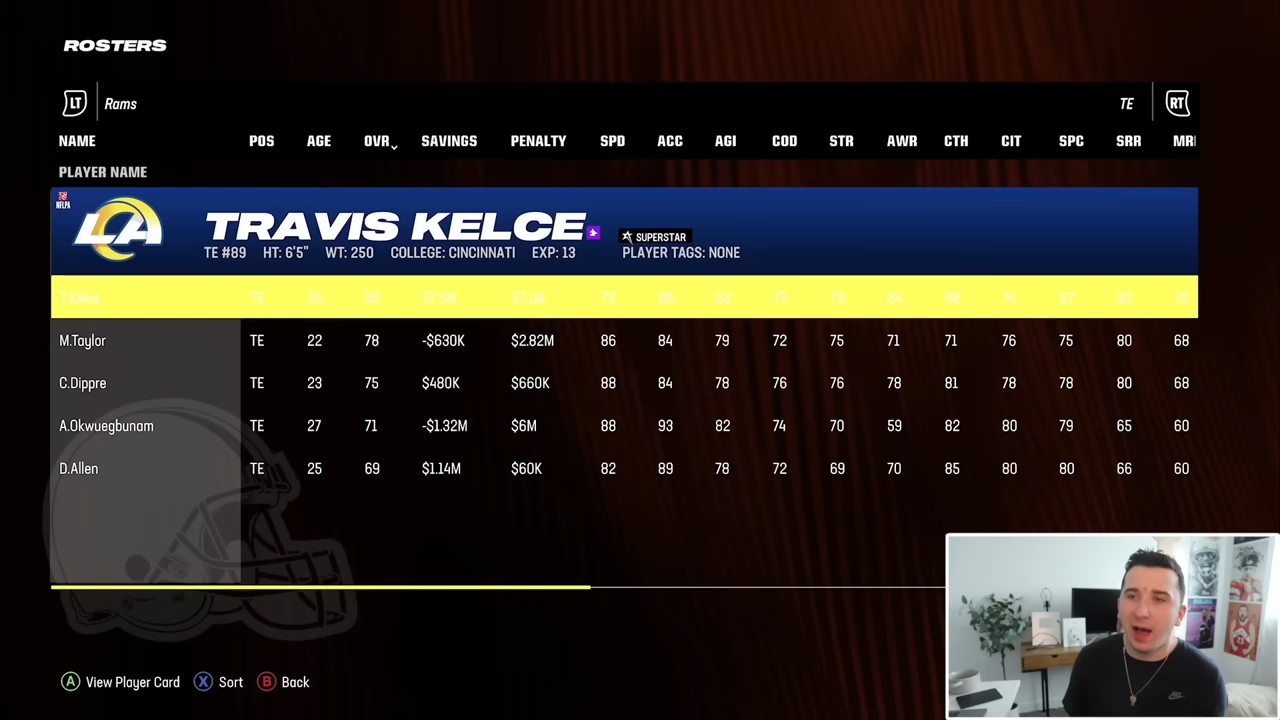 ROSTERS
LT Rams TE RT
NAME POS AGE OVR SAVINGS PENALTY SPD ACC AGI COD STR AWR CTH CIT SPC SRR MR
PLAYER NAME
NFLPA
LA TRAVIS KELCE SUPERSTAR
TE #89 HT: 6'5" WT: 250 COLLEGE: CINCINNATI EXP: 13 PLAYER TAGS: NONE
TE
M.Taylor TE 22 78 -$630K $2.82M 86 84 79 72 75 71 71 76 75 80 68
C.Dippre TE 23 75 $480K $660K 88 84 78 76 76 78 81 78 78 80 68
A.Okwuegbunam TE 27 71 -$1.32M $6M 88 93 82 74 70 59 82 80 79 65 60
D.Allen TE 25 69 $1.14M $60K 82 89 78 72 69 70 85 80 80 66 60
A View Player Card X Sort B Back